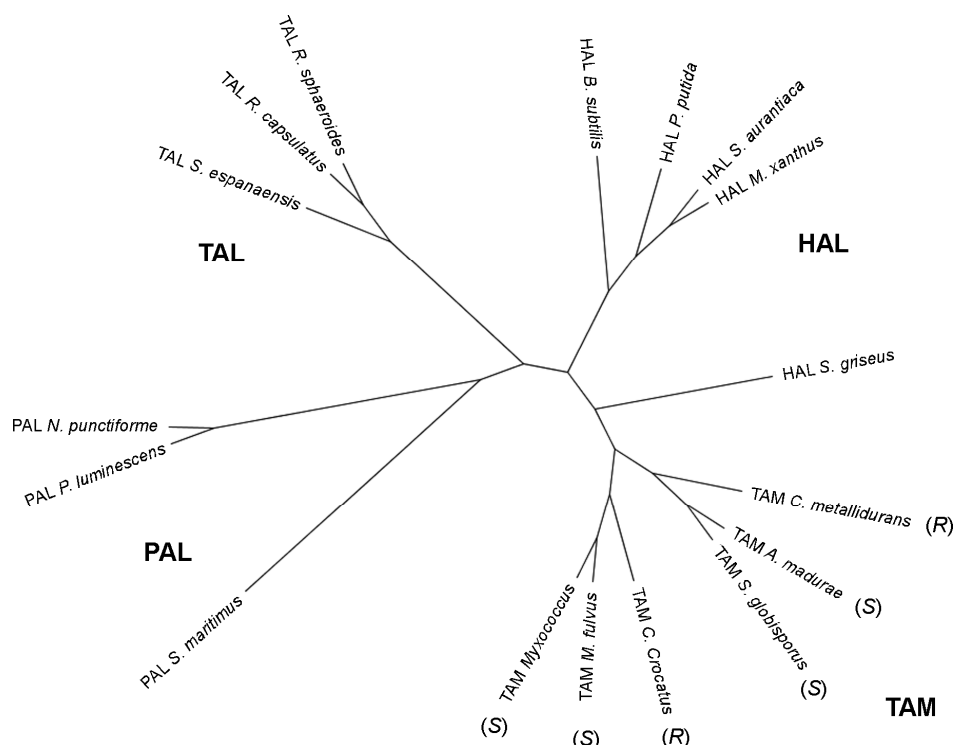 TAL R. sphaeroides
TAL R. capsulatus
TAL S. espanaensis
TAL
HAL B. subtilis
HAL P. putida
HAL S. aurantiaca
HAL M. xanthus
HAL
HAL S. griseus
PAL N. punctiforme
PAL P. luminescens
PAL
PAL S. maritimus
TAM C. metallidurans (R)
TAM A. madurae (S)
TAM S. globisporus (S)
TAM C. Crocatus (R)
TAM M. fulvus (S)
TAM Myxococcus (S)
TAM